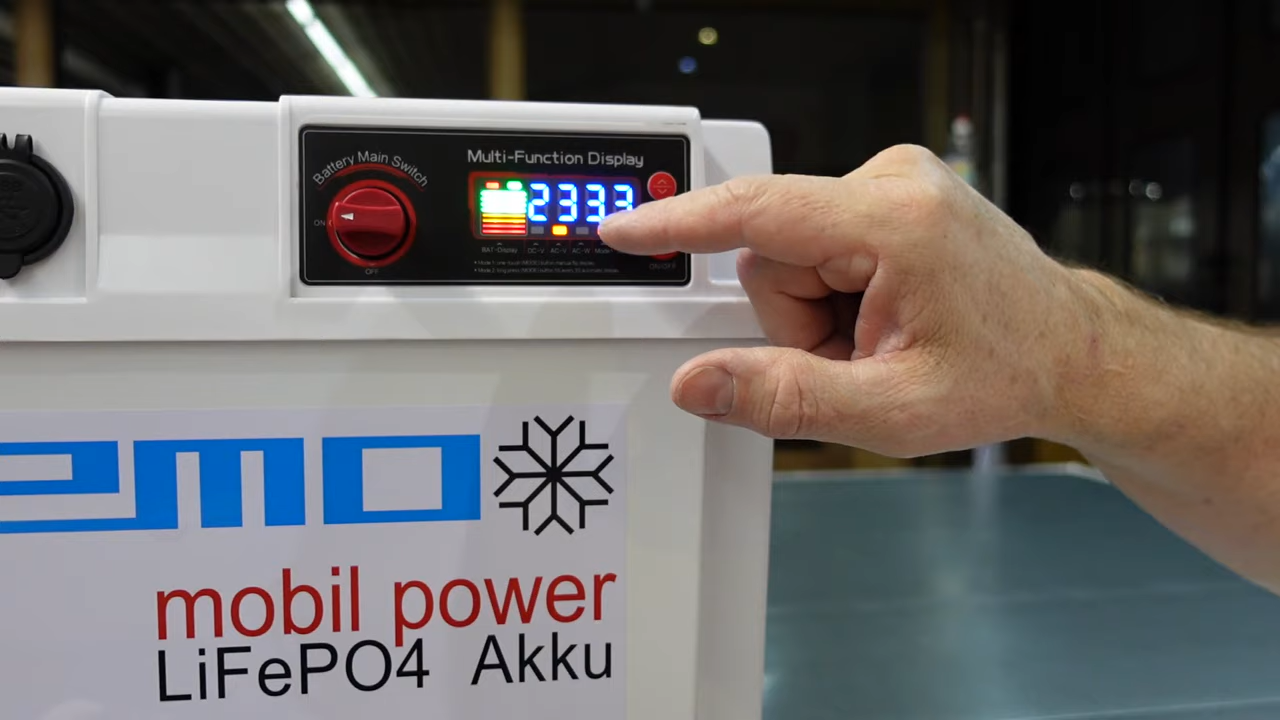 Battery Main Switch
ON
OFF
Multi-Function Display
2333
BAT-Display DC-V AC-V AC-W Mode
ON/OFF
emo
mobil power
LiFePO4 Akku